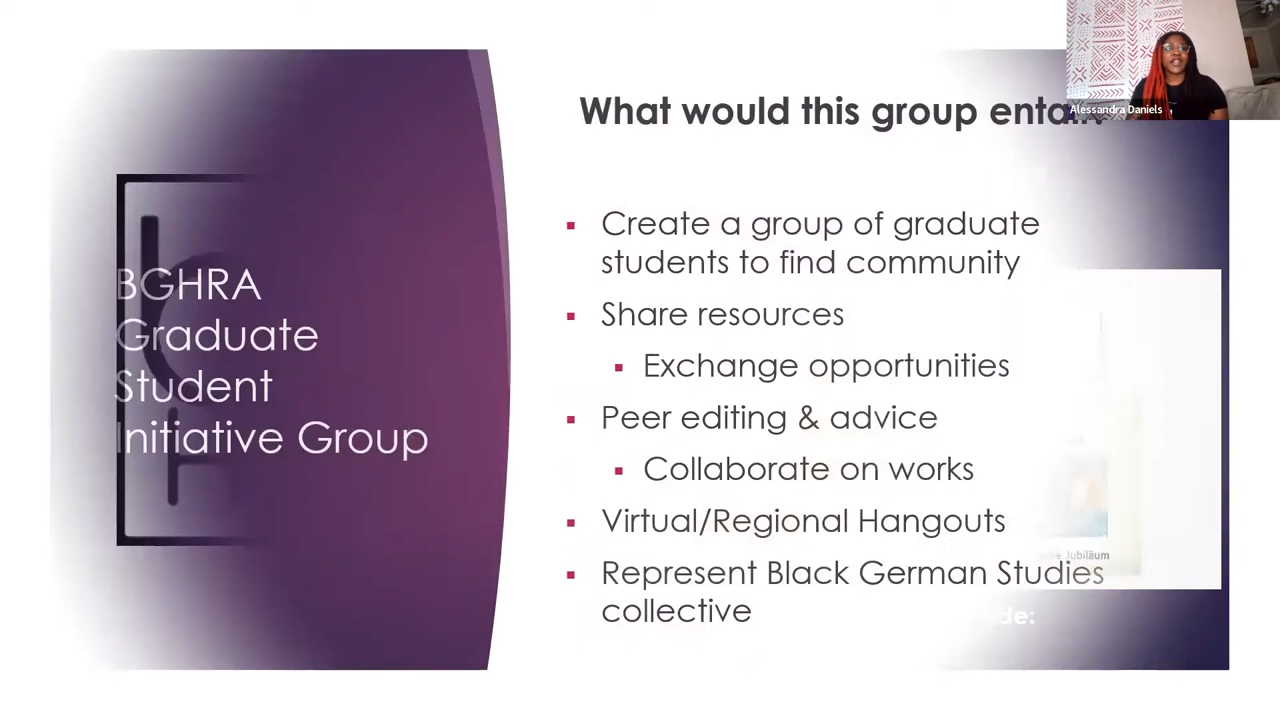 BGHRA
Graduate
Student
Initiative Group
What would this group
Alessandra Daniels
Create a group of graduate
students to find community
Share resources
Exchange opportunities
Peer editing & advice
Collaborate on works
Virtual/Regional Hangouts
Jubiläum
Represent Black German Studies
collective